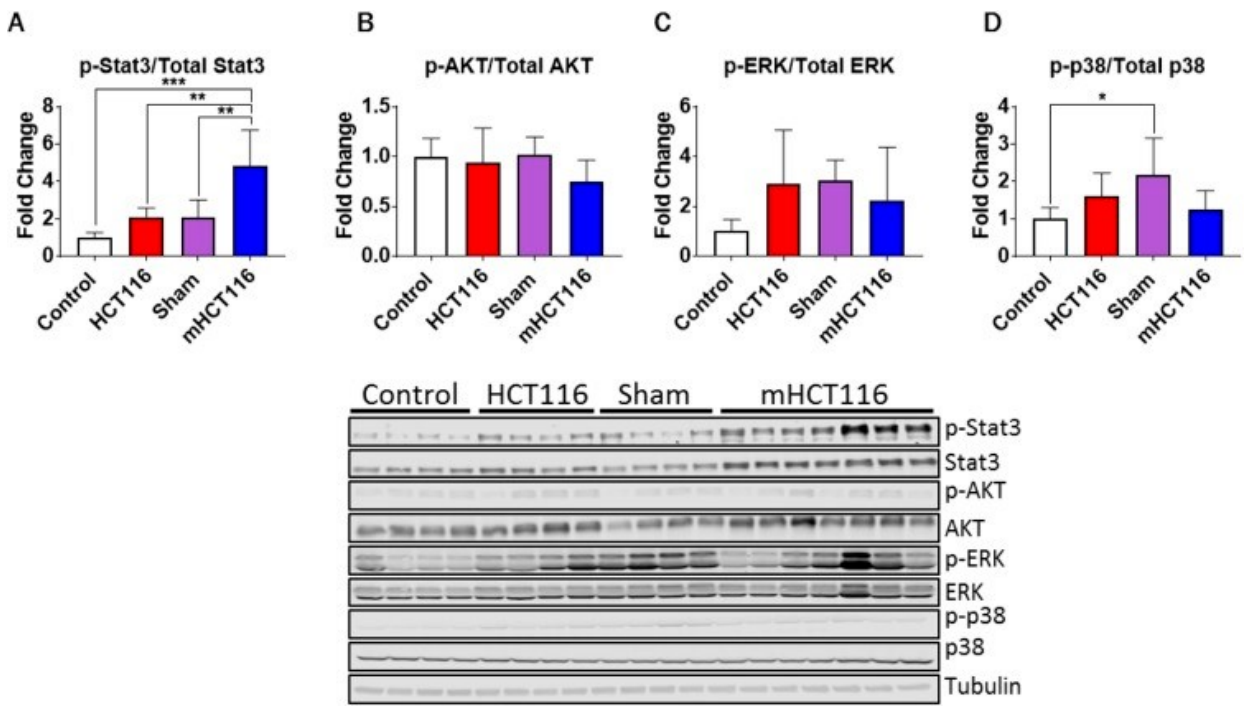 A
B
C
D
p-Stat3/Total Stat3
p-AKT/Total AKT
p-ERK/Total ERK
p-p38/Total p38
***
**
**
*
Fold Change
8
6
4
2
0
Control
HCT116
Sham
mHCT116
Fold Change
1.5
1.0
0.5
0.0
Control
HCT116
Sham
mHCT116
Fold Change
6
4
2
0
Control
HCT116
Sham
mHCT116
Fold Change
4
3
2
1
0
Control
HCT116
Sham
mHCT116
Control HCT116 Sham mHCT116
p-Stat3
Stat3
p-AKT
AKT
p-ERK
ERK
p-p38
p38
Tubulin